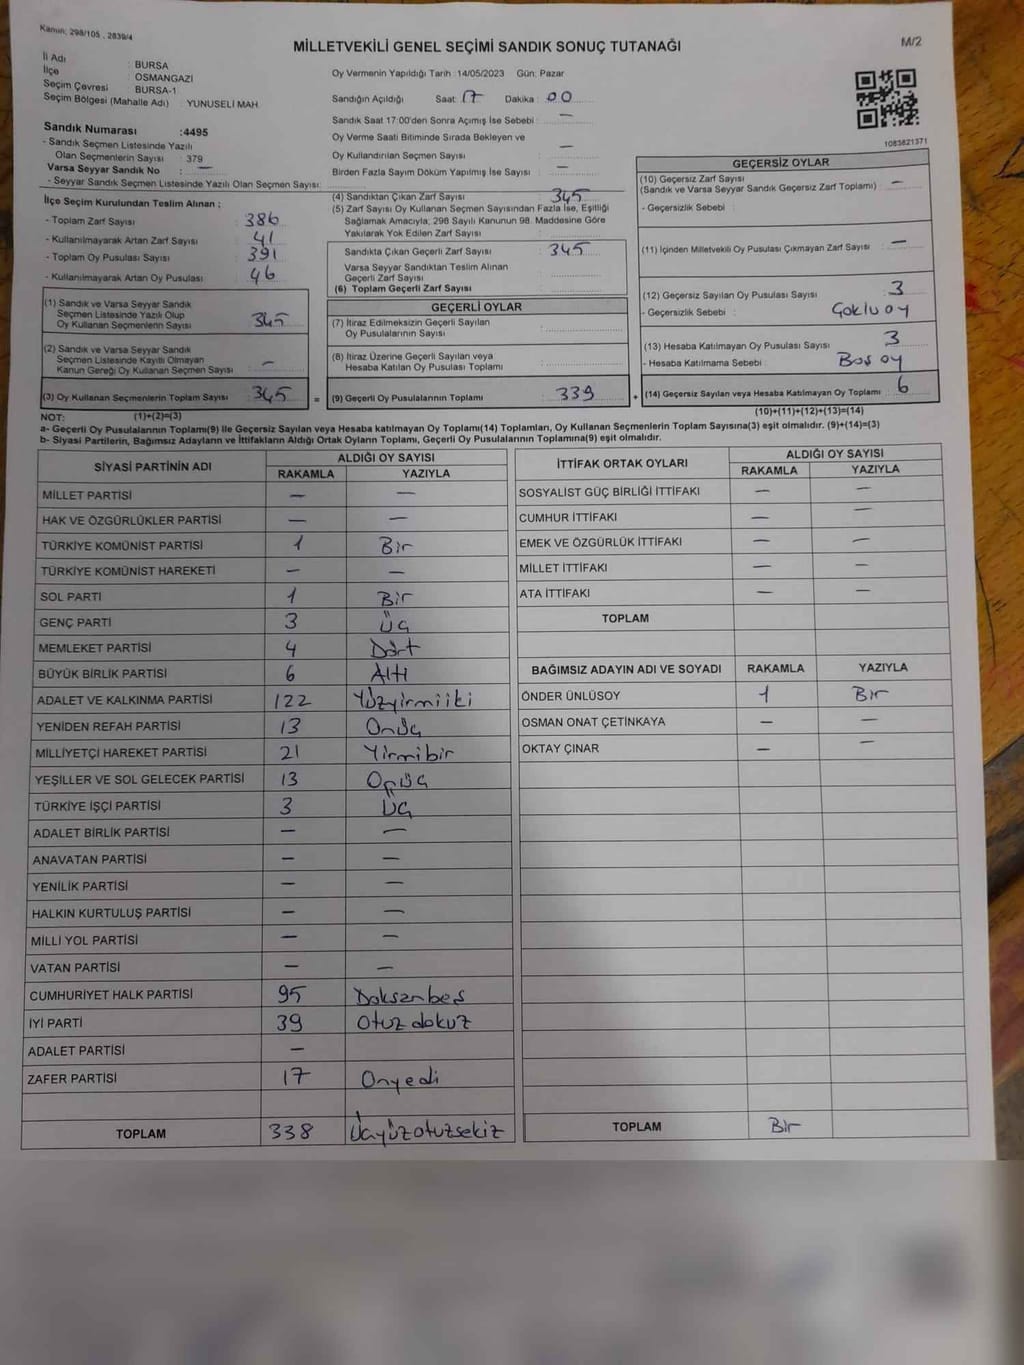 Kanun; 298/105 , 2839/4
MİLLETVEKİLİ GENEL SEÇİMİ SANDIK SONUÇ TUTANAĞI
M/2
İl Adı : BURSA
İlçe : OSMANGAZİ
Seçim Çevresi : BURSA-1
Seçim Bölgesi (Mahalle Adı) : YUNUSELİ MAH.
Sandık Numarası :4495
- Sandık Seçmen Listesinde Yazılı
Olan Seçmenlerin Sayısı : 379
Varsa Seyyar Sandık No : —
- Seyyar Sandık Seçmen Listesinde Yazılı Olan Seçmen Sayısı:
Oy Vermenin Yapıldığı Tarih :14/05/2023 Gün: Pazar
Sandığın Açıldığı Saat : 17 Dakika : 00
Sandık Saat 17:00'den Sonra Açımış İse Sebebi : —
Oy Verme Saati Bitiminde Sırada Bekleyen ve
Oy Kullandırılan Seçmen Sayısı : —
Birden Fazla Sayım Döküm Yapılmış İse Sayısı : —
1083821371
İlçe Seçim Kurulundan Teslim Alınan ;
- Toplam Zarf Sayısı : 386
- Kullanılmayarak Artan Zarf Sayısı : 41
- Toplam Oy Pusulası Sayısı : 391
- Kullanılmayarak Artan Oy Pusulası : 46
(1) Sandık ve Varsa Seyyar Sandık
Seçmen Listesinde Yazılı Olup
Oy Kullanan Seçmenlerin Sayısı : 345
(2) Sandık ve Varsa Seyyar Sandık
Seçmen Listesinde Kayıtlı Olmayan
Kanun Gereği Oy Kullanan Seçmen Sayısı : —
(3) Oy Kullanan Seçmenlerin Toplam Sayısı : 345 =
(4) Sandıktan Çıkan Zarf Sayısı : 345
(5) Zarf Sayısı Oy Kullanan Seçmen Sayısından Fazla İse, Eşitliği
Sağlamak Amacıyla, 298 Sayılı Kanunun 98. Maddesine Göre
Yakılarak Yok Edilen Zarf Sayısı :
Sandıkta Çıkan Geçerli Zarf Sayısı : 345
Varsa Seyyar Sandıktan Teslim Alınan
Geçerli Zarf Sayısı :
(6) Toplam Geçerli Zarf Sayısı :
GEÇERLİ OYLAR
(7) İtiraz Edilmeksizin Geçerli Sayılan
Oy Pusulalarının Sayısı :
(8) İtiraz Üzerine Geçerli Sayılan veya
Hesaba Katılan Oy Pusulaları Toplamı :
(9) Geçerli Oy Pusulalarının Toplamı : 339 +
GEÇERSİZ OYLAR
(10) Geçersiz Zarf Sayısı
(Sandık ve Varsa Seyyar Sandık Geçersiz Zarf Toplamı) : —
- Geçersizlik Sebebi :
(11) İçinden Milletvekili Oy Pusulası Çıkmayan Zarf Sayısı : —
(12) Geçersiz Sayılan Oy Pusulası Sayısı : 3
- Geçersizlik Sebebi : Çoklu oy
(13) Hesaba Katılmayan Oy Pusulası Sayısı : 3
- Hesaba Katılmama Sebebi : Boş oy
(14) Geçersiz Sayılan veya Hesaba Katılmayan Oy Toplamı : 6
NOT: (1)+(2)=(3) (10)+(11)+(12)+(13)=(14)
a- Geçerli Oy Pusulalarının Toplamı(9) ile Geçersiz Sayılan veya Hesaba katılmayan Oy Toplamı(14) Toplamları, Oy Kullanan Seçmenlerin Toplam Sayısına(3) eşit olmalıdır. (9)+(14)=(3)
b- Siyasi Partilerin, Bağımsız Adayların ve İttifakların Aldığı Ortak Oyların Toplamı, Geçerli Oy Pusulalarının Toplamına(9) eşit olmalıdır.
SİYASİ PARTİNİN ADI ALDIĞI OY SAYISI
RAKAMLA YAZIYLA
MİLLET PARTİSİ — —
HAK VE ÖZGÜRLÜKLER PARTİSİ — —
TÜRKİYE KOMÜNİST PARTİSİ 1 Bir
TÜRKİYE KOMÜNİST HAREKETİ — —
SOL PARTİ 1 Bir
GENÇ PARTİ 3 Üç
MEMLEKET PARTİSİ 4 Dört
BÜYÜK BİRLİK PARTİSİ 6 Altı
ADALET VE KALKINMA PARTİSİ 122 Yüzyirmiiki
YENİDEN REFAH PARTİSİ 13 Onüç
MİLLİYETÇİ HAREKET PARTİSİ 21 Yirmibir
YEŞİLLER VE SOL GELECEK PARTİSİ 13 Onüç
TÜRKİYE İŞÇİ PARTİSİ 3 Üç
ADALET BİRLİK PARTİSİ — —
ANAVATAN PARTİSİ — —
YENİLİK PARTİSİ — —
HALKIN KURTULUŞ PARTİSİ — —
MİLLİ YOL PARTİSİ — —
VATAN PARTİSİ — —
CUMHURİYET HALK PARTİSİ 95 Doksanbeş
İYİ PARTİ 39 Otuzdokuz
ADALET PARTİSİ —
ZAFER PARTİSİ 17 Onyedi
TOPLAM 338 Üçyüzotuzsekiz
İTTİFAK ORTAK OYLARI ALDIĞI OY SAYISI
RAKAMLA YAZIYLA
SOSYALİST GÜÇ BİRLİĞİ İTTİFAKI — —
CUMHUR İTTİFAKI — —
EMEK VE ÖZGÜRLÜK İTTİFAKI — —
MİLLET İTTİFAKI — —
ATA İTTİFAKI — —
TOPLAM
BAĞIMSIZ ADAYIN ADI VE SOYADI RAKAMLA YAZIYLA
ÖNDER ÜNLÜSOY 1 Bir
OSMAN ONAT ÇETİNKAYA — —
OKTAY ÇINAR — —
TOPLAM Bir